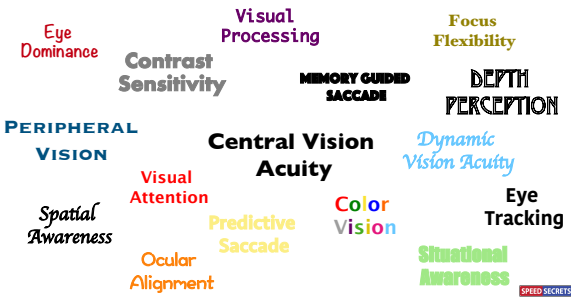 Eye
Dominance
Visual
Processing
Focus
Flexibility
Contrast
Sensitivity
MEMORY GUIDED
SACCADE
DEPTH
PERCEPTION
PERIPHERAL
VISION
Central Vision
Acuity
Dynamic
Vision Acuity
Visual
Attention
Spatial
Awareness
Predictive
Saccade
Color
Vision
Eye
Tracking
Ocular
Alignment
Situational
Awareness
SPEED SECRETS